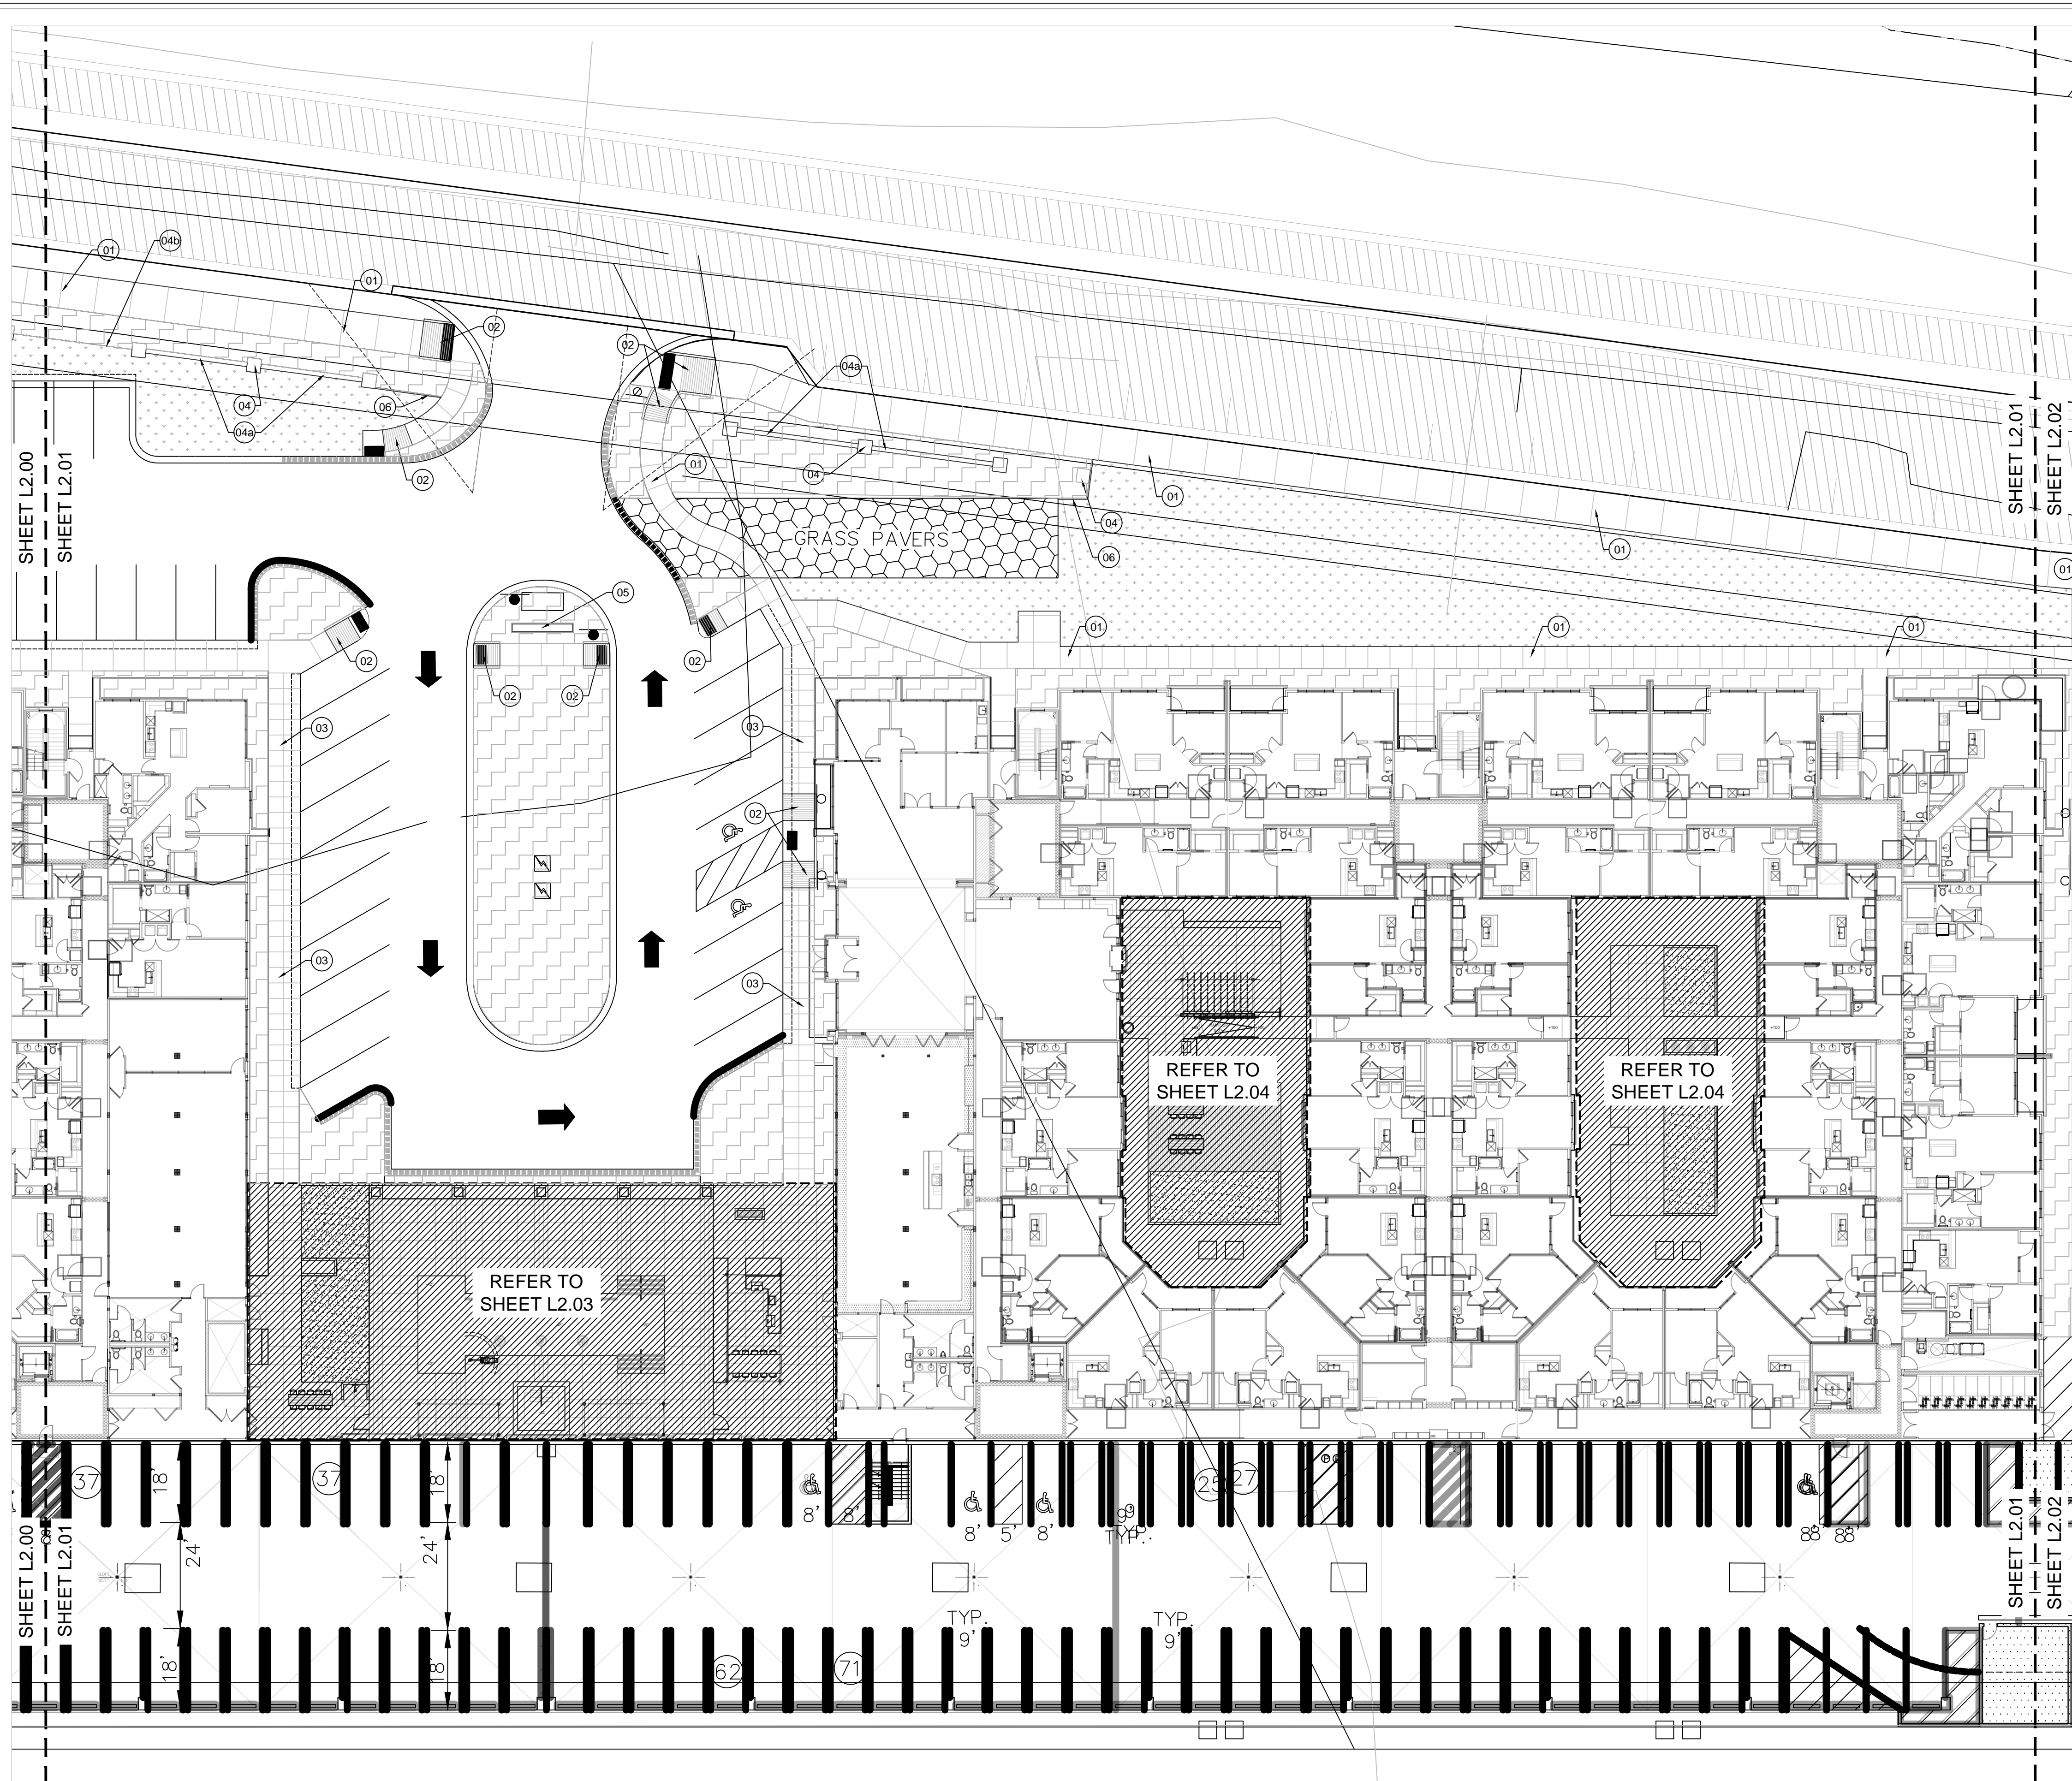 04b
01
01
02
02
04a
04
06
04a
02
01
04
01
04
06
01
01
SHEET L2.00
SHEET L2.01
SHEET L2.01
SHEET L2.02
GRASS PAVERS
05
02
02
02
02
01
01
01
03
03
02
03
03
REFER TO
SHEET L2.04
REFER TO
SHEET L2.04
REFER TO
SHEET L2.03
37
18'
37
18'
8'
8'
8'
5'
8'
9'
TYP.
25
27
24'
24'
TYP.
9'
TYP.
9'
18'
18'
62
71
SHEET L2.00
SHEET L2.01
SHEET L2.01
SHEET L2.02